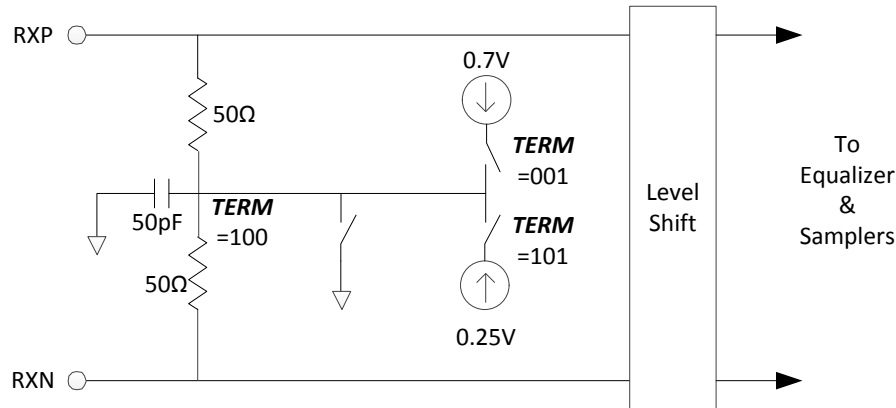 RXP
50Ω
50pF
TERM
=100
50Ω
RXN
0.7V
TERM
=001
TERM
=101
0.25V
Level
Shift
To
Equalizer
&
Samplers